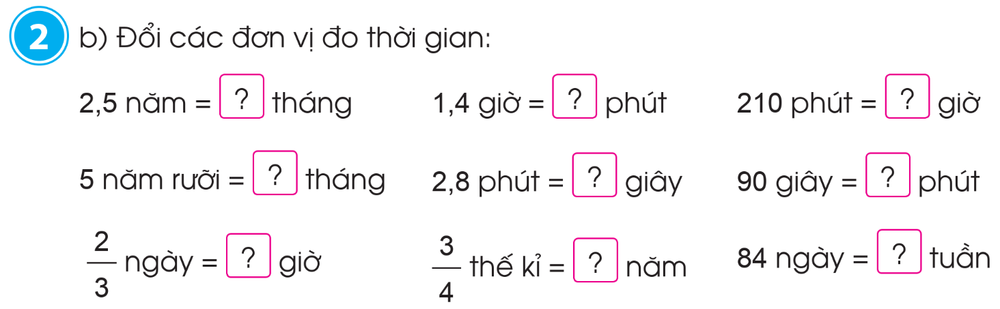 2 b) Đổi các đơn vị đo thời gian:
2,5 năm = ? tháng 1,4 giờ = ? phút 210 phút = ? giờ
5 năm rưỡi = ? tháng 2,8 phút = ? giây 90 giây = ? phút
2/3 ngày = ? giờ 3/4 thế kỉ = ? năm 84 ngày = ? tuần